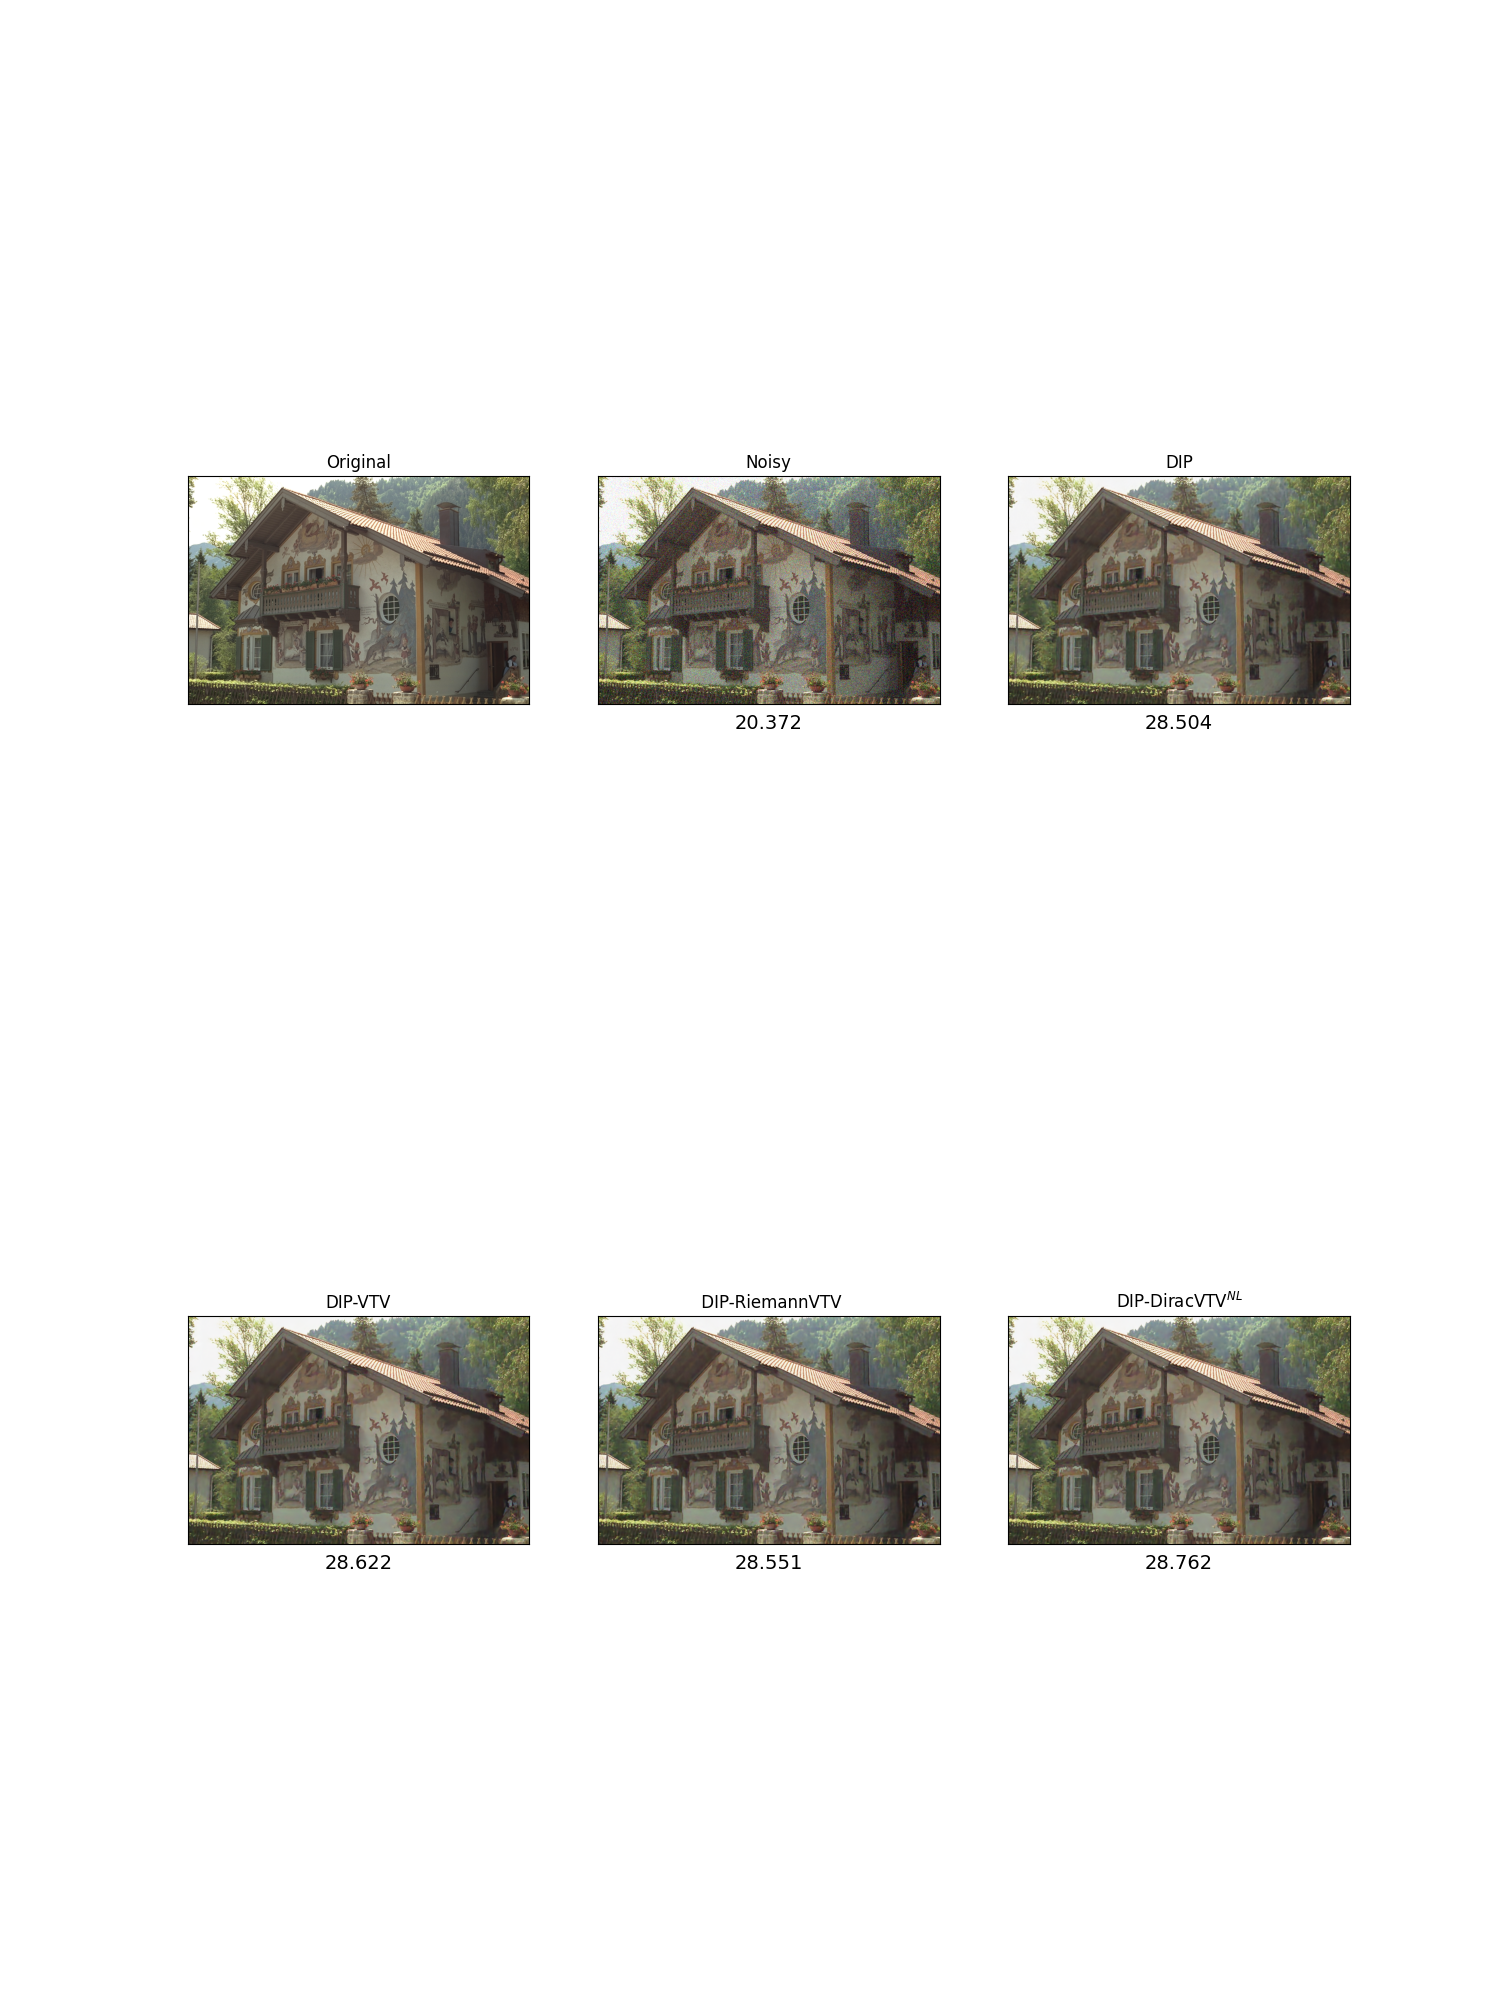 Original
Noisy
DIP
20.372
28.504
DIP-VTV
DIP-RiemannVTV
DIP-DiracVTV^{NL}
28.622
28.551
28.762